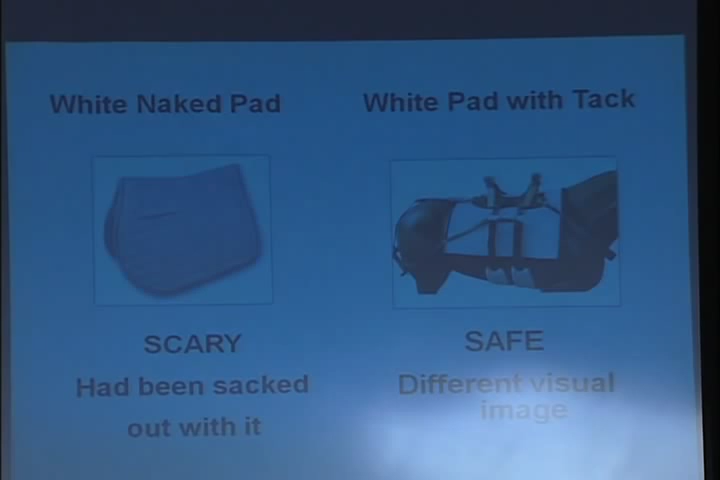 White Naked Pad
White Pad with Tack
SCARY
SAFE
Had been sacked
out with it
Different visual
image